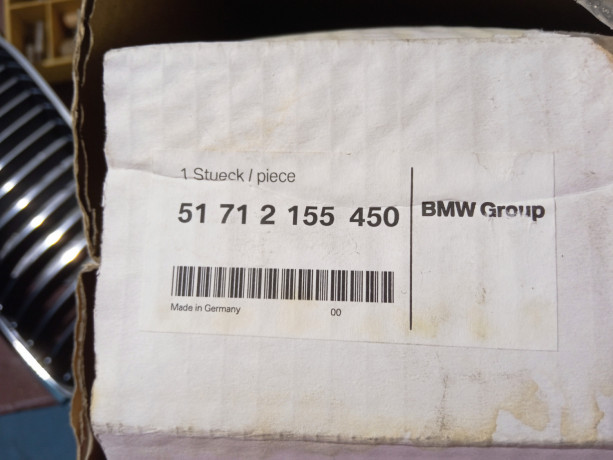 1 Stueck / piece
51 71 2 155 450
BMW Group
Made in Germany
00